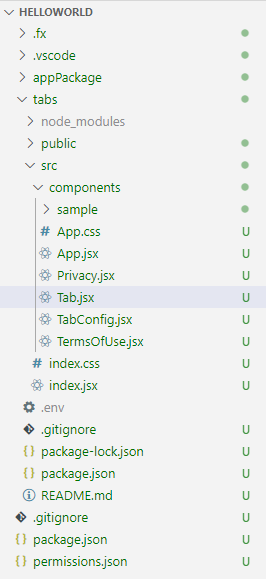 HELLOWORLD
.fx
.vscode
appPackage
tabs
node_modules
public
src
components
sample
# App.css U
App.jsx U
Privacy.jsx U
Tab.jsx U
TabConfig.jsx U
TermsOfUse.jsx U
# index.css U
index.jsx U
.env
.gitignore U
{} package-lock.json U
{} package.json U
README.md U
.gitignore U
{} package.json U
{} permissions.json U